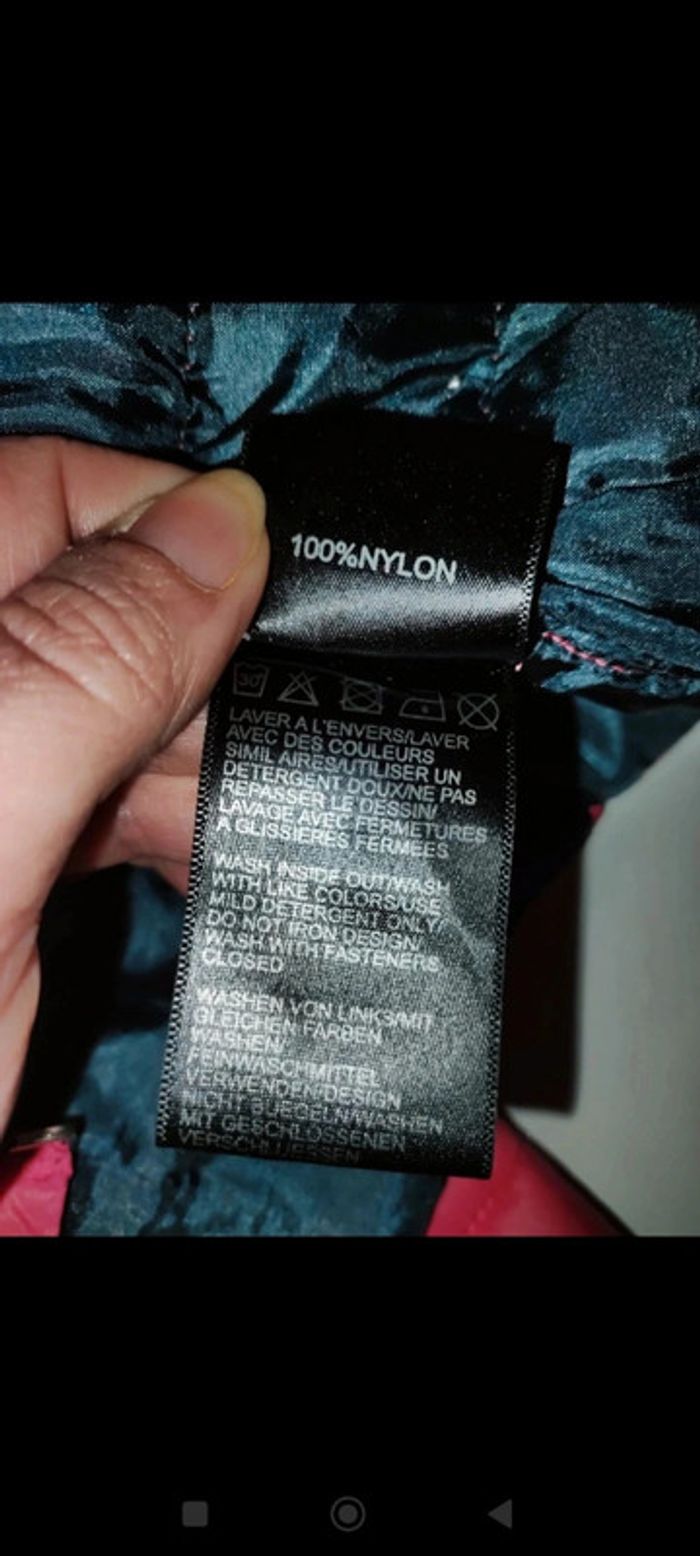 100%NYLON
30°
LAVER A L'ENVERS/LAVER
AVEC DES COULEURS
SIMIL AIRES/UTILISER UN
DETERGENT DOUX/NE PAS
REPASSER LE DESSIN/
LAVAGE AVEC FERMETURES
A GLISSIERES FERMEES
WASH INSIDE OUT/WASH
WITH LIKE COLORS/USE
MILD DETERGENT ONLY/
DO NOT IRON DESIGN/
WASH WITH FASTENERS
CLOSED
WASHEN VON LINKS/MIT
GLEICHEN FARBEN
WASHEN/
FEINWASCHMITTEL
VERWENDEN/DESIGN
NICHT BUEGELN/WASHEN
MIT GESCHLOSSENEN
VERSCHLUESSEN